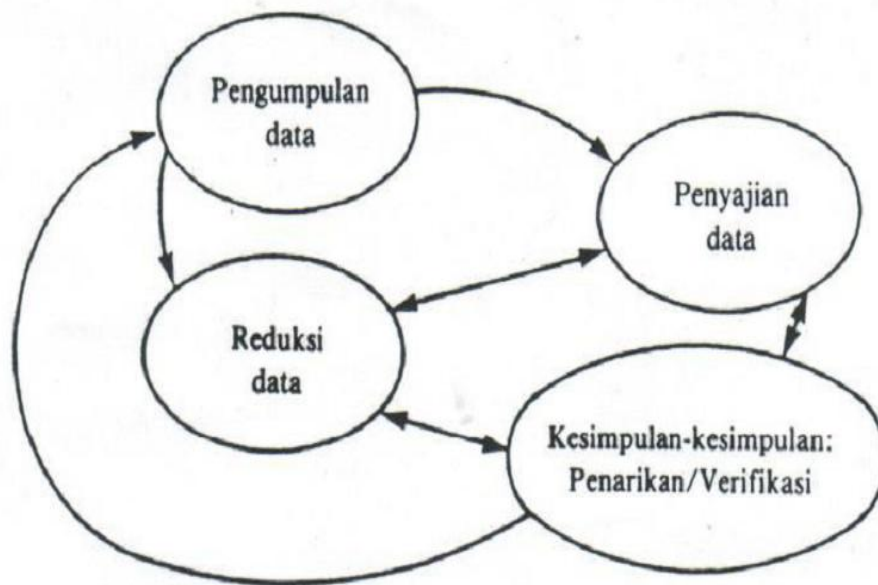 Pengumpulan
data
Penyajian
data
Reduksi
data
Kesimpulan-kesimpulan:
Penarikan/Verifikasi